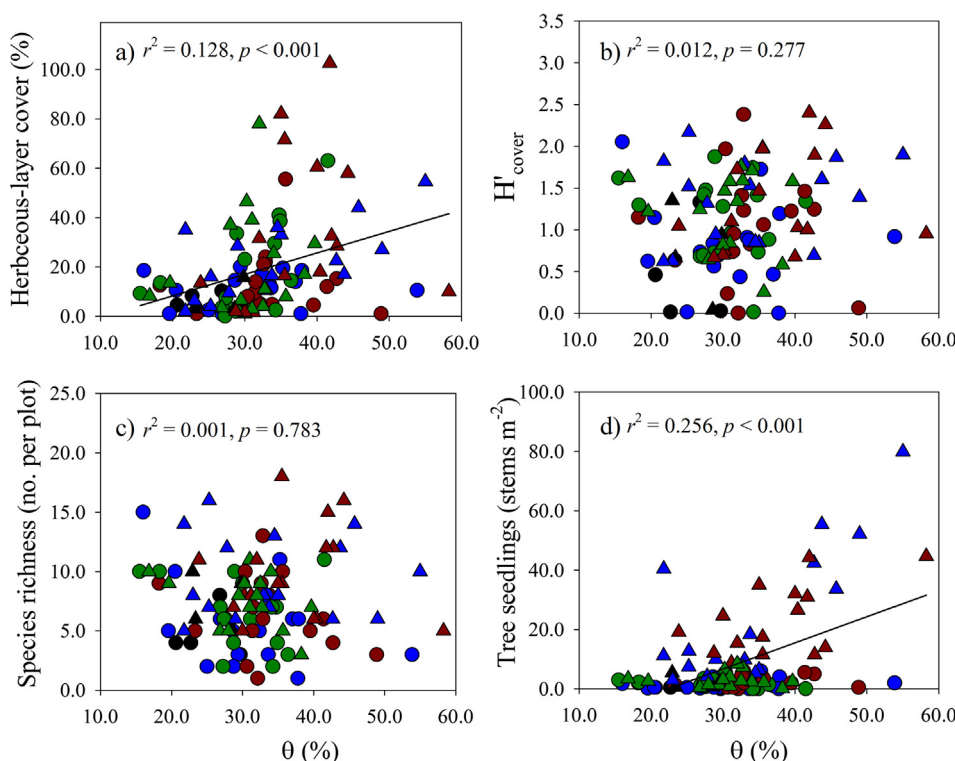 a) r² = 0.128, p < 0.001
Herbceous-layer cover (%)
100.0
80.0
60.0
40.0
20.0
0.0
10.0 20.0 30.0 40.0 50.0 60.0
b) r² = 0.012, p = 0.277
H'cover
3.5
3.0
2.5
2.0
1.5
1.0
0.5
0.0
10.0 20.0 30.0 40.0 50.0 60.0
c) r² = 0.001, p = 0.783
Species richness (no. per plot)
25.0
20.0
15.0
10.0
5.0
0.0
10.0 20.0 30.0 40.0 50.0 60.0
θ (%)
d) r² = 0.256, p < 0.001
Tree seedlings (stems m⁻²)
100.0
80.0
60.0
40.0
20.0
0.0
10.0 20.0 30.0 40.0 50.0 60.0
θ (%)